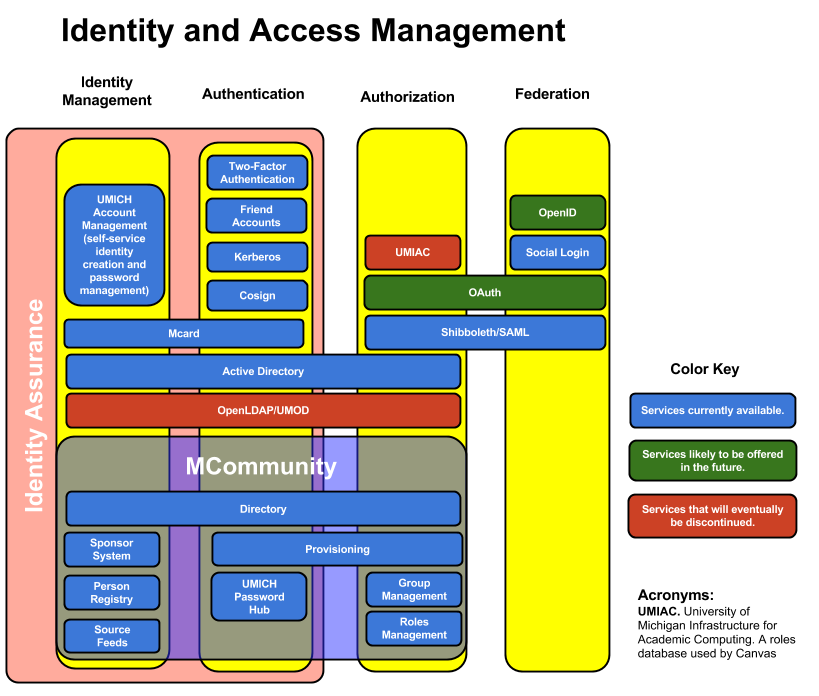 Identity and Access Management
Identity
Management
Authentication
Authorization
Federation
Identity Assurance
UMICH
Account
Management
(self-service
identity
creation and
password
management)
Two-Factor
Authentication
Friend
Accounts
Kerberos
Cosign
UMIAC
OpenID
Social Login
OAuth
Mcard
Shibboleth/SAML
Active Directory
OpenLDAP/UMOD
MCommunity
Directory
Sponsor
System
Provisioning
Person
Registry
UMICH
Password
Hub
Group
Management
Source
Feeds
Roles
Management
Color Key
Services currently available.
Services likely to be offered
in the future.
Services that will eventually
be discontinued.
Acronyms:
UMIAC. University of
Michigan Infrastructure for
Academic Computing. A roles
database used by Canvas